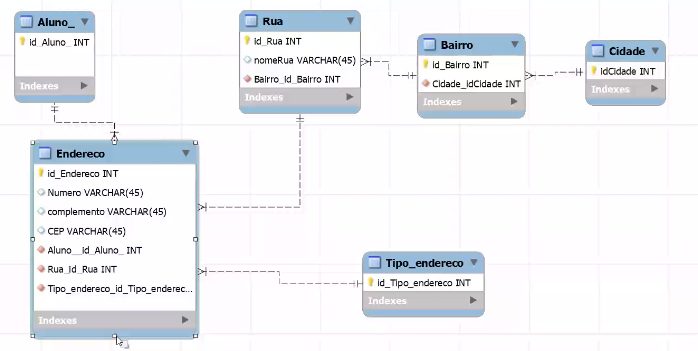 Aluno_
id_Aluno_ INT
Indexes
Rua
id_Rua INT
nomeRua VARCHAR(45)
Bairro_id_Bairro INT
Indexes
Bairro
id_Bairro INT
Cidade_idCidade INT
Indexes
Cidade
idCidade INT
Indexes
Endereco
id_Endereco INT
Numero VARCHAR(45)
complemento VARCHAR(45)
CEP VARCHAR(45)
Aluno__id_Aluno_ INT
Rua_id_Rua INT
Tipo_endereco_id_Tipo_enderec...
Indexes
Tipo_endereco
id_Tipo_endereco INT
Indexes